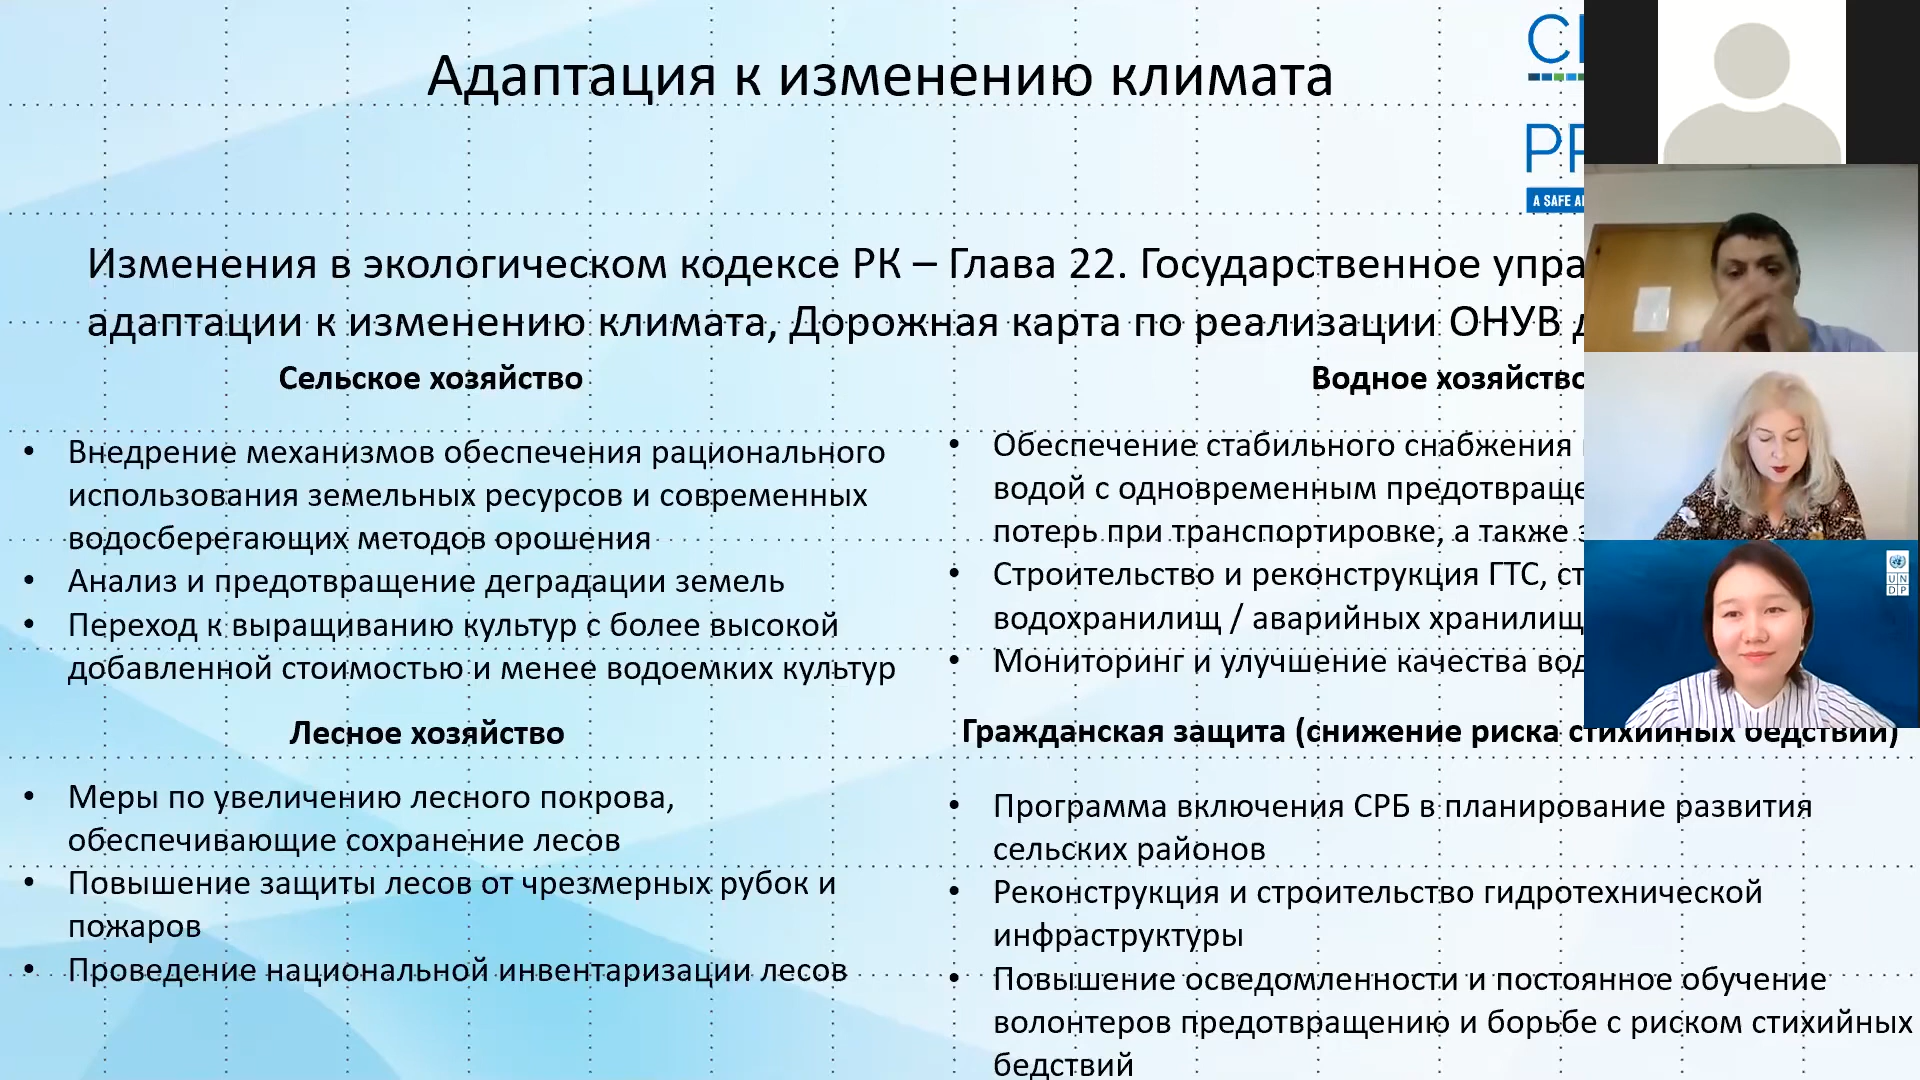 Адаптация к изменению климата
A SAFE
Изменения в экологическом кодексе РК – Глава 22. Государственное
адаптации к изменению климата, Дорожная карта по реализации ОНУВ
Сельское хозяйство
Водное хозяйство
• Внедрение механизмов обеспечения рационального
использования земельных ресурсов и современных
водосберегающих методов орошения
• Анализ и предотвращение деградации земель
• Переход к выращиванию культур с более высокой
добавленной стоимостью и менее водоемких культур
• Обеспечение стабильного снабжения
водой с одновременным
потерь при транспортировке, а также
• Строительство и реконструкция ГТС,
водохранилищ / аварийных хранилищ
• Мониторинг и улучшение качества
UN
DP
Лесное хозяйство
Гражданская защита (снижение риска стихийных бедствий)
• Меры по увеличению лесного покрова,
обеспечивающие сохранение лесов
• Повышение защиты лесов от чрезмерных рубок и
пожаров
• Проведение национальной инвентаризации лесов
• Программа включения СРБ в планирование развития
сельских районов
• Реконструкция и строительство гидротехнической
инфраструктуры
• Повышение осведомленности и постоянное обучение
волонтеров предотвращению и борьбе с риском стихийных
бедствий